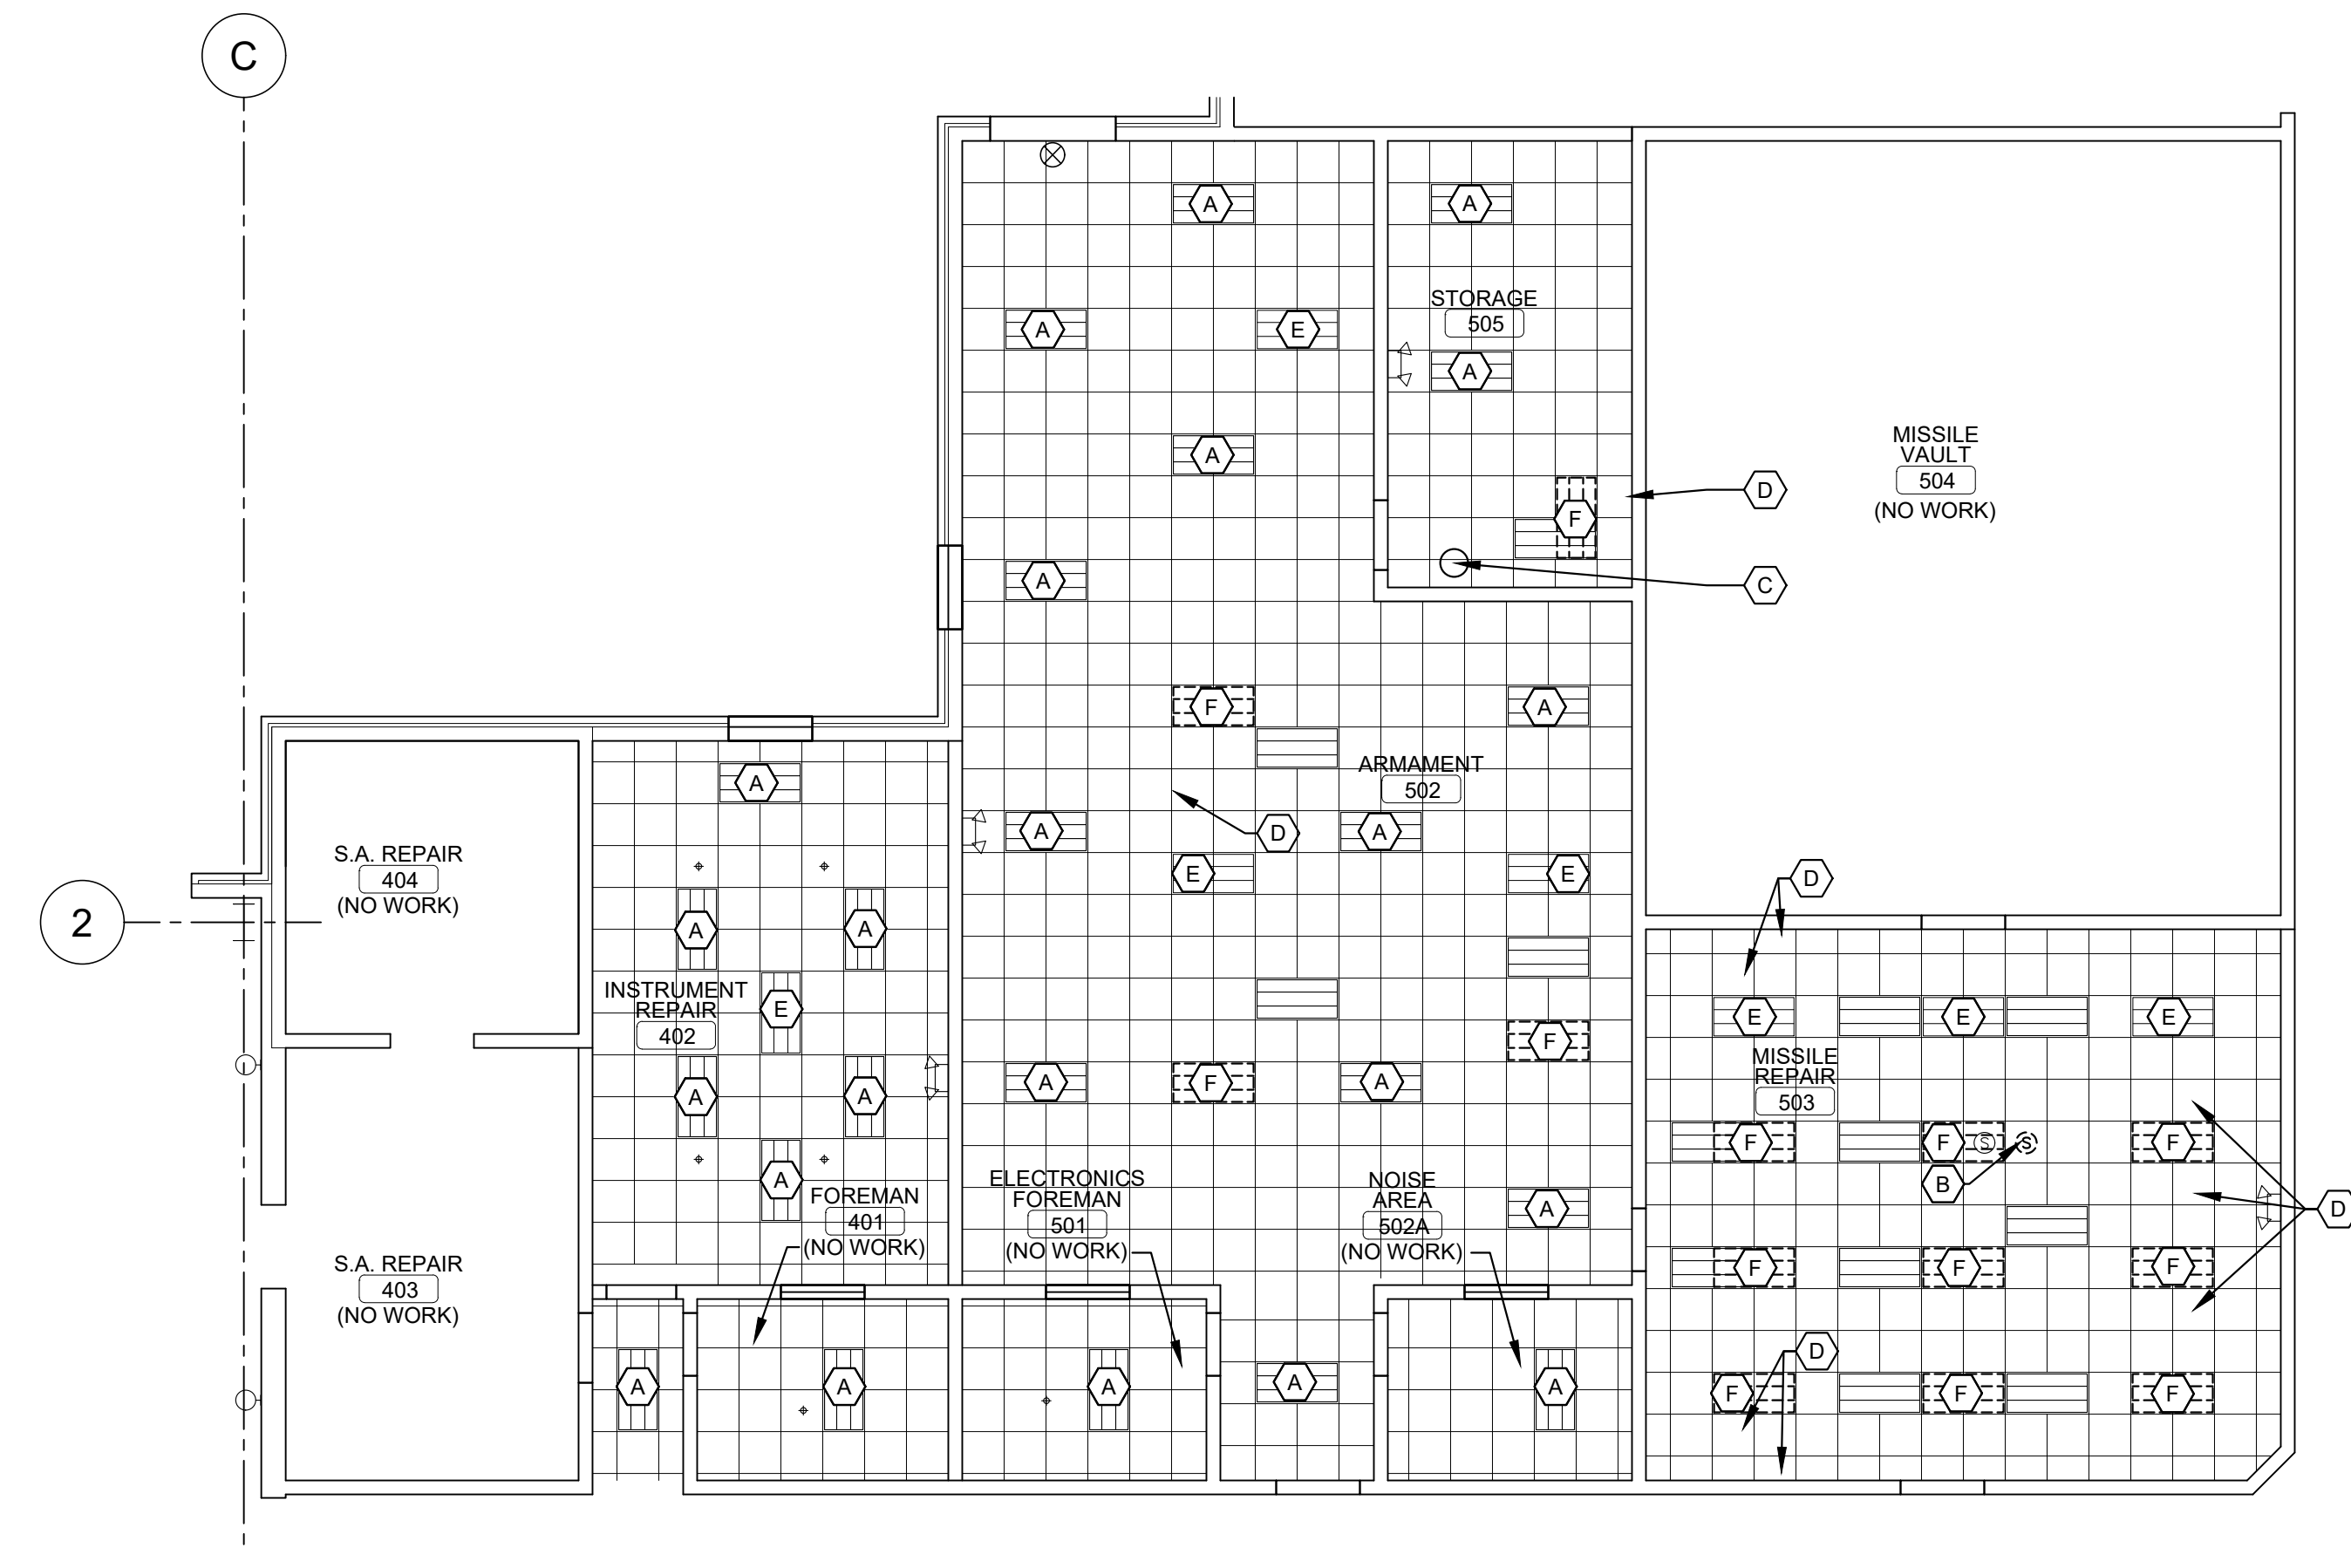 C
A
A
STORAGE
505
A
E
A
A
MISSILE
VAULT
504
(NO WORK)
D
F
A
C
F
A
ARMAMENT
502
A
A
D
A
S.A. REPAIR
404
(NO WORK)
E
E
D
2
A
A
INSTRUMENT
REPAIR
402
E
E
E
E
F
MISSILE
REPAIR
503
A
A
A
F
A
F
F
S
S
F
B
A
FOREMAN
401
(NO WORK)
ELECTRONICS
FOREMAN
501
(NO WORK)
NOISE
AREA
502A
(NO WORK)
A
D
S.A. REPAIR
403
(NO WORK)
F
F
F
D
A
A
A
A
A
F
F
F